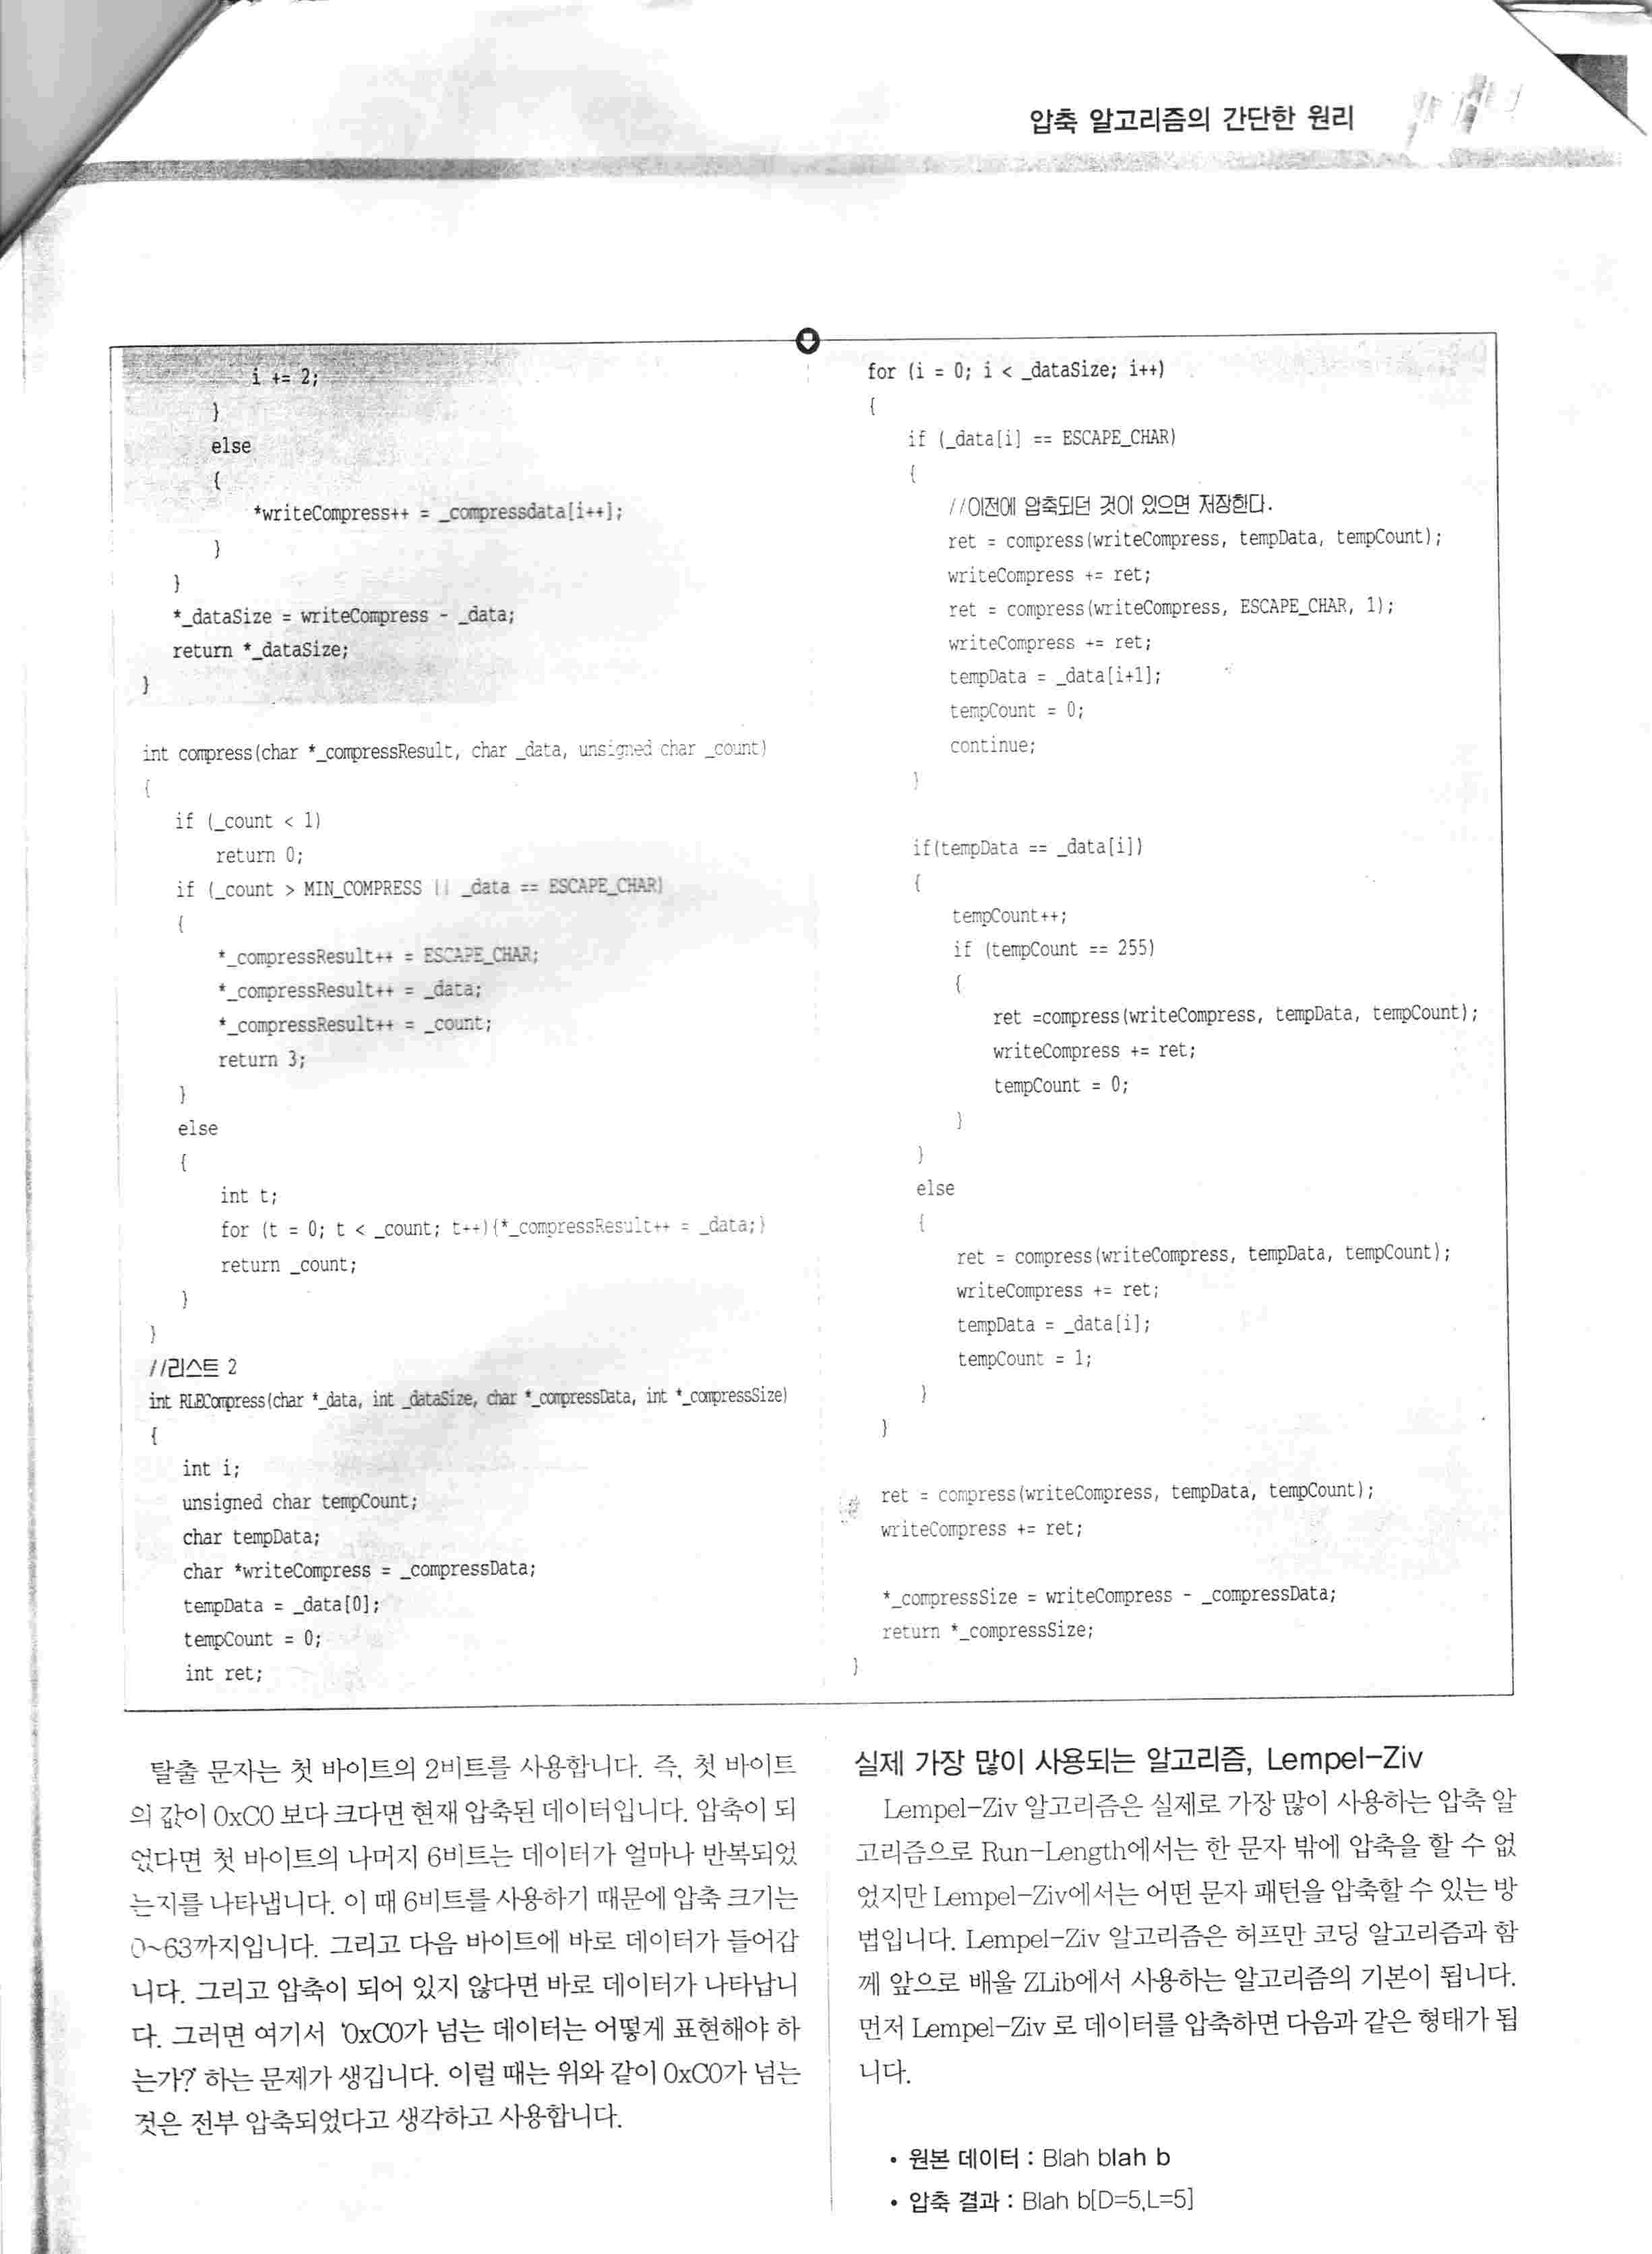 압축 알고리즘의 간단한 원리
i += 2;
}
else
{
*writeCompress++ = _compressdata[i++];
}
}
*_dataSize = writeCompress - _data;
return *_dataSize;
}
int compress(char *_compressResult, char _data, unsigned char _count)
{
if (_count < 1)
return 0;
if (_count > MIN_COMPRESS || _data == ESCAPE_CHAR)
{
*_compressResult++ = ESCAPE_CHAR;
*_compressResult++ = _data;
*_compressResult++ = _count;
return 3;
}
else
{
int t;
for (t = 0; t < _count; t++){*_compressResult++ = _data;}
return _count;
}
}
//리스트 2
int RLECompress(char *_data, int _dataSize, char *_compressData, int *_compressSize)
{
int i;
unsigned char tempCount;
char tempData;
char *writeCompress = _compressData;
tempData = _data[0];
tempCount = 0;
int ret;
for (i = 0; i < _dataSize; i++)
{
if (_data[i] == ESCAPE_CHAR)
{
//이전에 압축되던 것이 있으면 저장한다.
ret = compress(writeCompress, tempData, tempCount);
writeCompress += ret;
ret = compress(writeCompress, ESCAPE_CHAR, 1);
writeCompress += ret;
tempData = _data[i+1];
tempCount = 0;
continue;
}
if(tempData == _data[i])
{
tempCount++;
if (tempCount == 255)
{
ret =compress(writeCompress, tempData, tempCount);
writeCompress += ret;
tempCount = 0;
}
}
else
{
ret = compress(writeCompress, tempData, tempCount);
writeCompress += ret;
tempData = _data[i];
tempCount = 1;
}
}
ret = compress(writeCompress, tempData, tempCount);
writeCompress += ret;
*_compressSize = writeCompress - _compressData;
return *_compressSize;
}
탈출 문자는 첫 바이트의 2비트를 사용합니다. 즉, 첫 바이트
의 값이 0xC0 보다 크다면 현재 압축된 데이터입니다. 압축이 되
었다면 첫 바이트의 나머지 6비트는 데이터가 얼마나 반복되었
는지를 나타냅니다. 이 때 6비트를 사용하기 때문에 압축 크기는
0~63까지입니다. 그리고 다음 바이트에 바로 데이터가 들어갑
니다. 그리고 압축이 되어 있지 않다면 바로 데이터가 나타납니
다. 그러면 여기서 '0xC0가 넘는 데이터는 어떻게 표현해야 하
는가?' 하는 문제가 생깁니다. 이럴 때는 위와 같이 0xC0가 넘는
것은 전부 압축되었다고 생각하고 사용합니다.
실제 가장 많이 사용되는 알고리즘, Lempel-Ziv
Lempel-Ziv 알고리즘은 실제로 가장 많이 사용하는 압축 알
고리즘으로 Run-Length에서는 한 문자 밖에 압축을 할 수 없
었지만 Lempel-Ziv에서는 어떤 문자 패턴을 압축할 수 있는 방
법입니다. Lempel-Ziv 알고리즘은 허프만 코딩 알고리즘과 함
께 앞으로 배울 ZLib에서 사용하는 알고리즘의 기본이 됩니다.
먼저 Lempel-Ziv 로 데이터를 압축하면 다음과 같은 형태가 됩
니다.
• 원본 데이터 : Blah blah b
• 압축 결과 : Blah b[D=5,L=5]